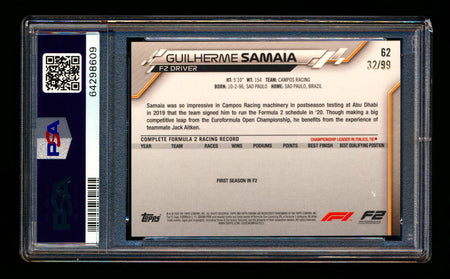 GUILHERME SAMAIA
62
F2 DRIVER
32/99
HT: 5'10" WT: 154 TEAM: CAMPOS RACING
BORN: 10-2-96, SAO PAULO HOME: SAO PAULO, BRAZIL
Samaia was so impressive in Campos Racing machinery in postseason testing at Abu Dhabi
in 2019 that the team signed him to run the Formula 2 schedule in '20. Though making a big
competitive leap from the Euroformula Open Championship, he benefits from the experience of
teammate Jack Aitken.
COMPLETE FORMULA 2 RACING RECORD
CHAMPIONSHIP LEADER IN ITALICS, TIE*
YEAR TEAM RACES WINS PODIUMS POINTS BEST FINISH BEST QUALIFYING POSITION
FIRST SEASON IN F2
Topps
F1
F2
64298609
PSA
PSA